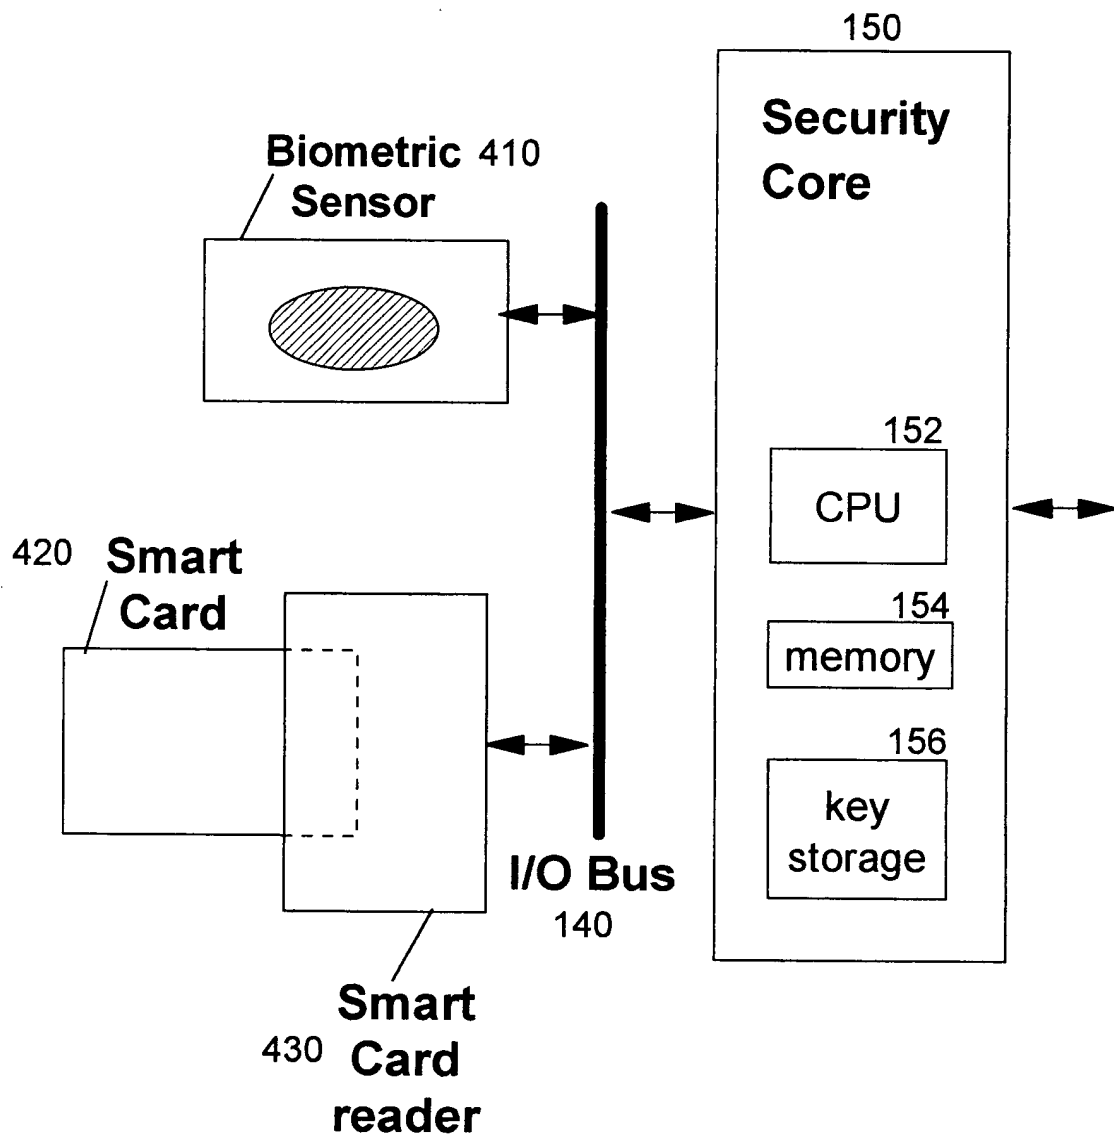 150
Security
Core
Biometric 410
Sensor
152
CPU
420 Smart
Card
154
memory
156
key
storage
I/O Bus
140
Smart
430 Card
reader